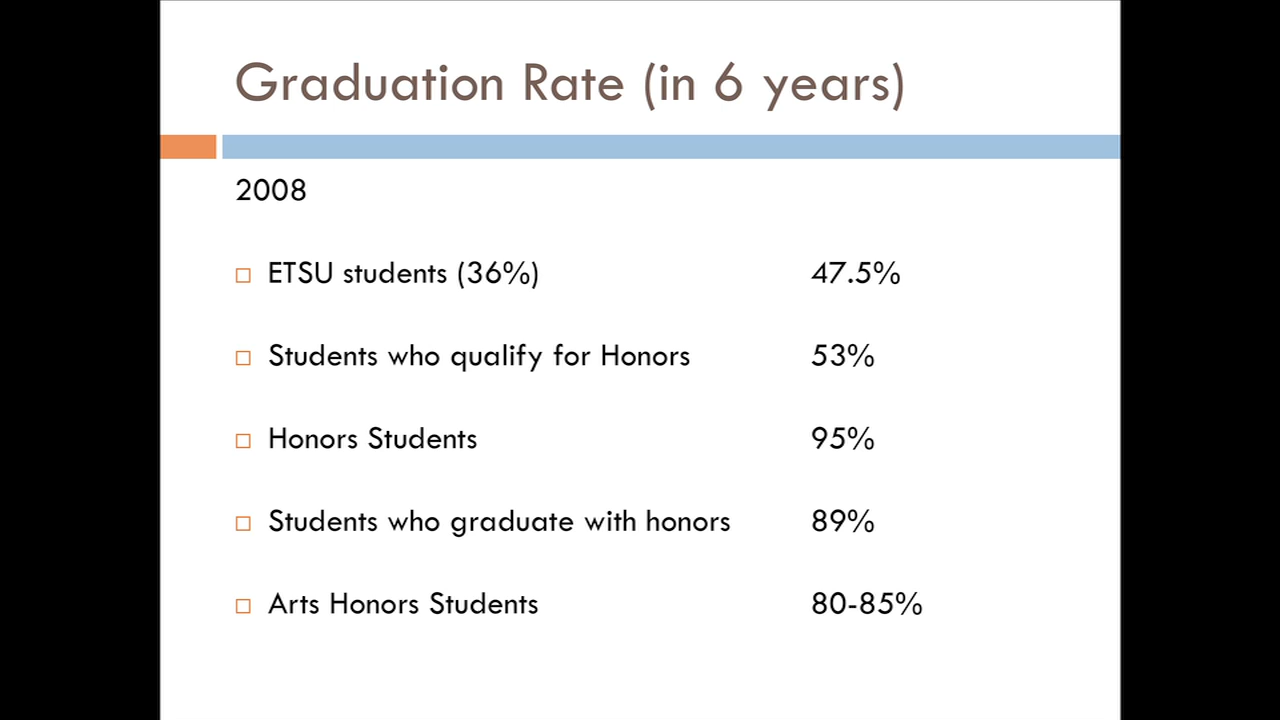 Graduation Rate (in 6 years)
2008
ETSU students (36%) 47.5%
Students who qualify for Honors 53%
Honors Students 95%
Students who graduate with honors 89%
Arts Honors Students 80-85%